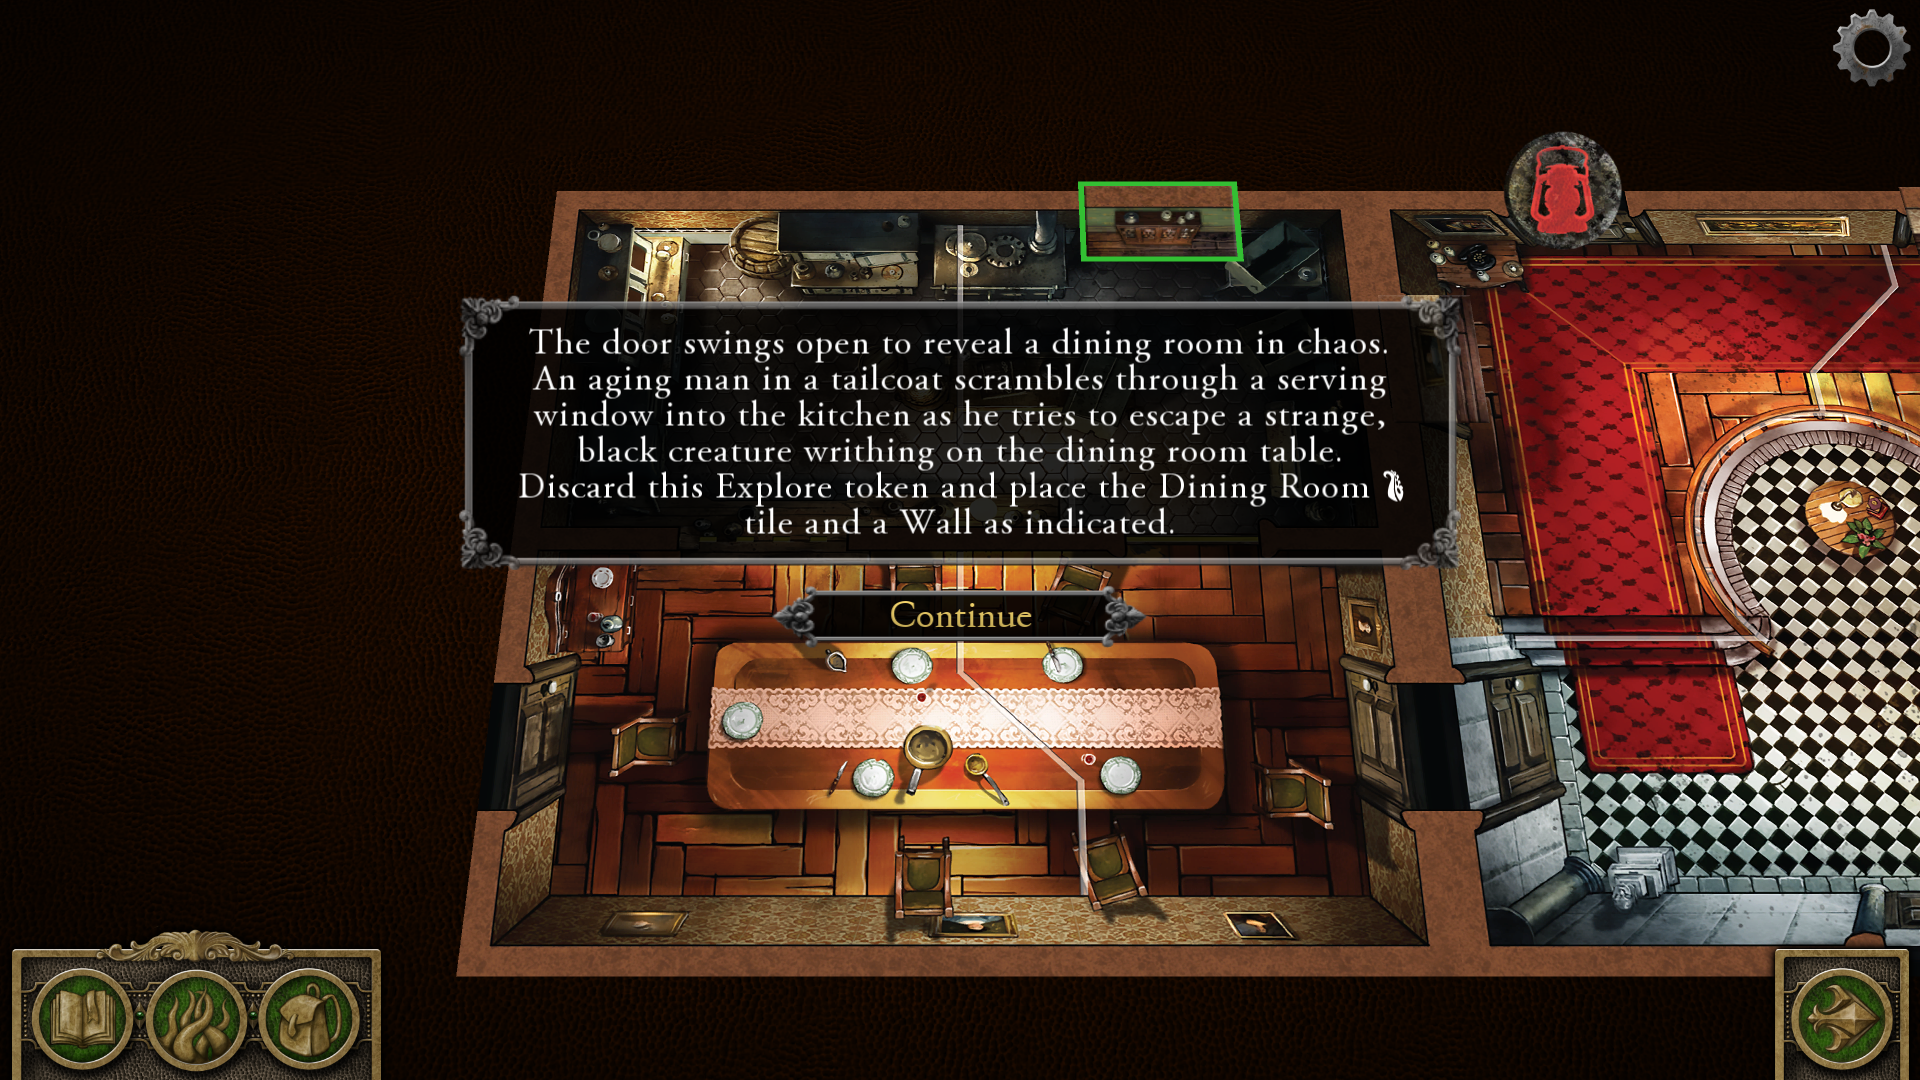 The door swings open to reveal a dining room in chaos.
An aging man in a tailcoat scrambles through a serving
window into the kitchen as he tries to escape a strange,
black creature writhing on the dining room table.
Discard this Explore token and place the Dining Room
tile and a Wall as indicated.
Continue